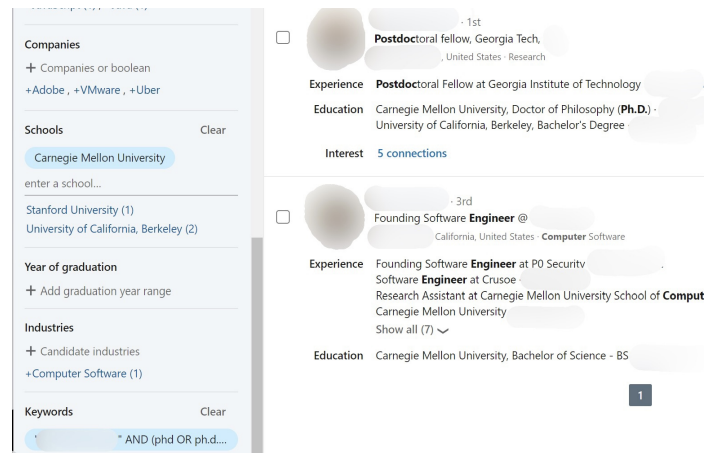 Companies
+ Companies or boolean
+Adobe , +VMware , +Uber
Schools Clear
Carnegie Mellon University
enter a school...
Stanford University (1)
University of California, Berkeley (2)
Year of graduation
+ Add graduation year range
Industries
+ Candidate industries
+Computer Software (1)
Keywords Clear
" AND (phd OR ph.d....
· 1st
Postdoctoral fellow, Georgia Tech,
, United States · Research
Experience Postdoctoral Fellow at Georgia Institute of Technology
Education Carnegie Mellon University, Doctor of Philosophy (Ph.D.) ·
University of California, Berkeley, Bachelor's Degree ·
Interest 5 connections
· 3rd
Founding Software Engineer @
California, United States · Computer Software
Experience Founding Software Engineer at P0 Security
Software Engineer at Crusoe ·
Research Assistant at Carnegie Mellon University School of Comput
Carnegie Mellon University
Show all (7)
Education Carnegie Mellon University, Bachelor of Science - BS
1